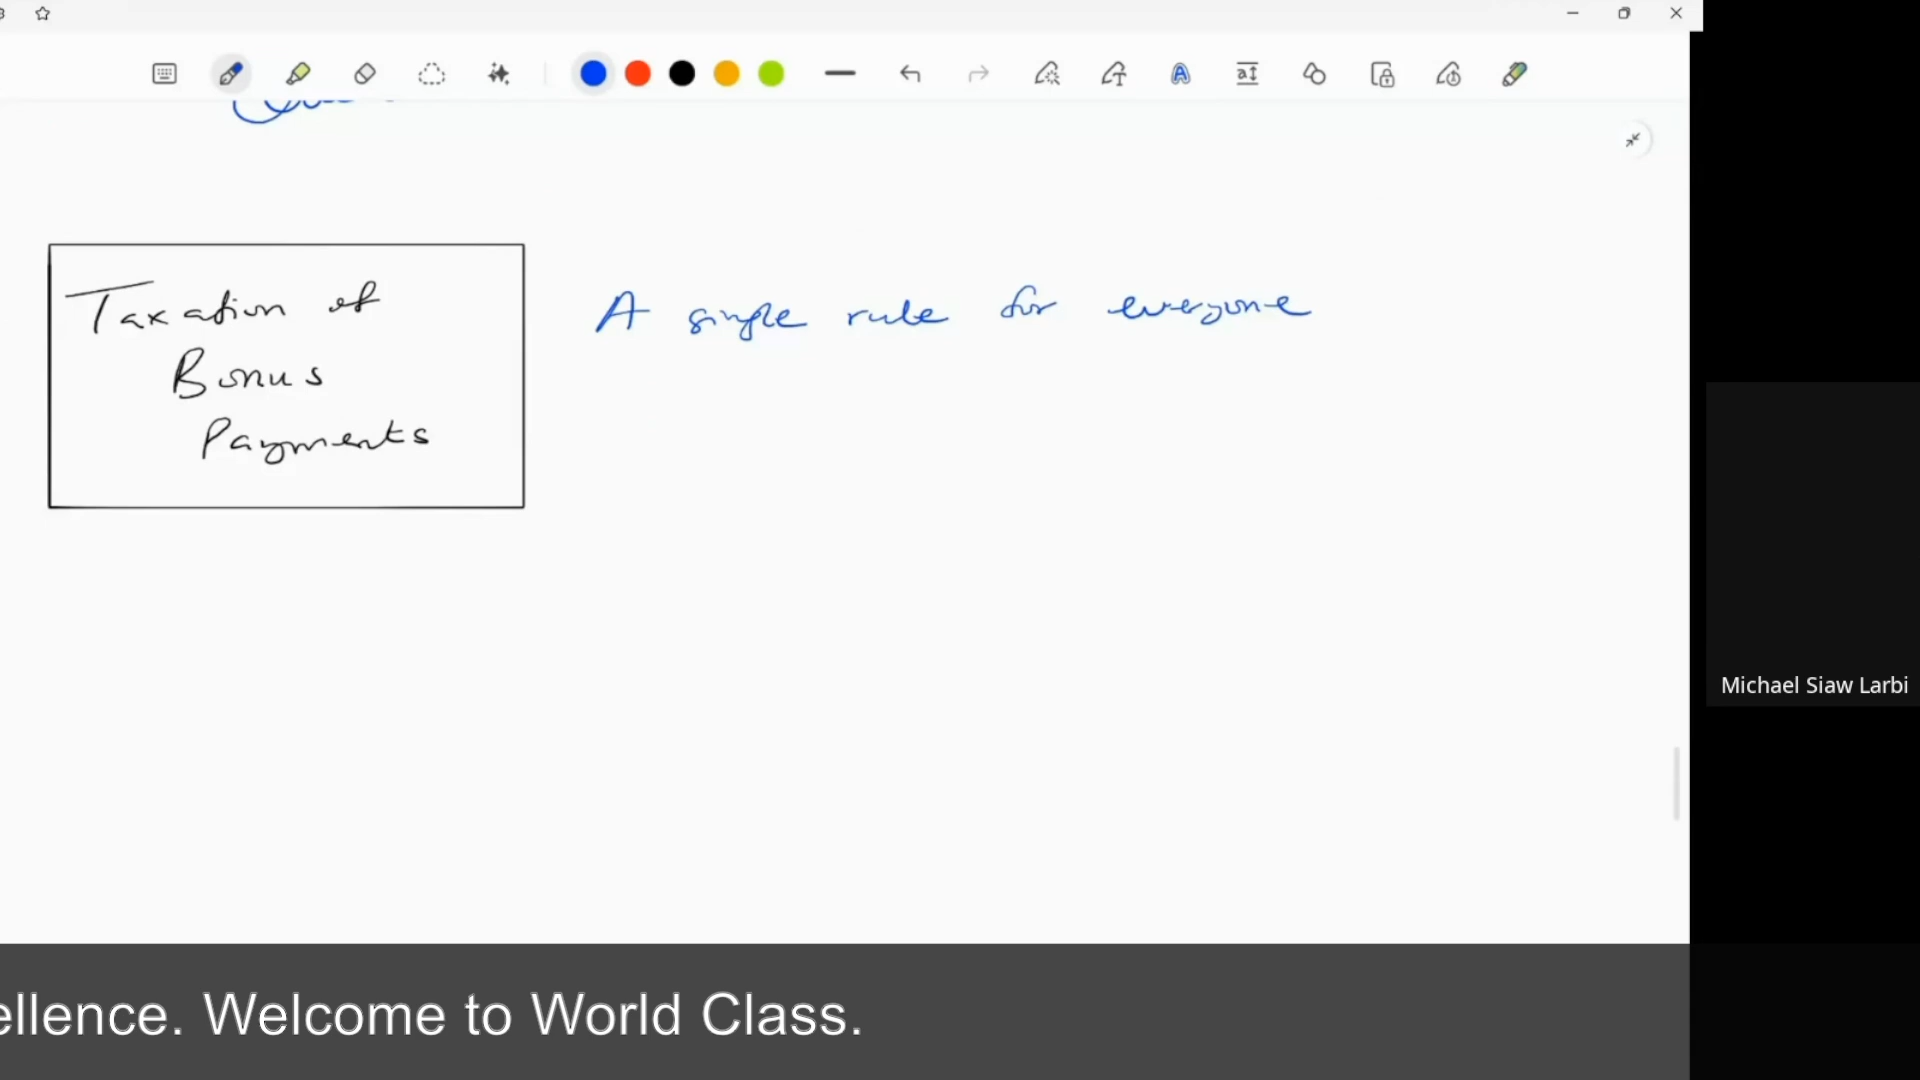 Taxation of
Bonus
Payments
A single rule for everyone
Michael Siaw Larbi
ellence. Welcome to World Class.